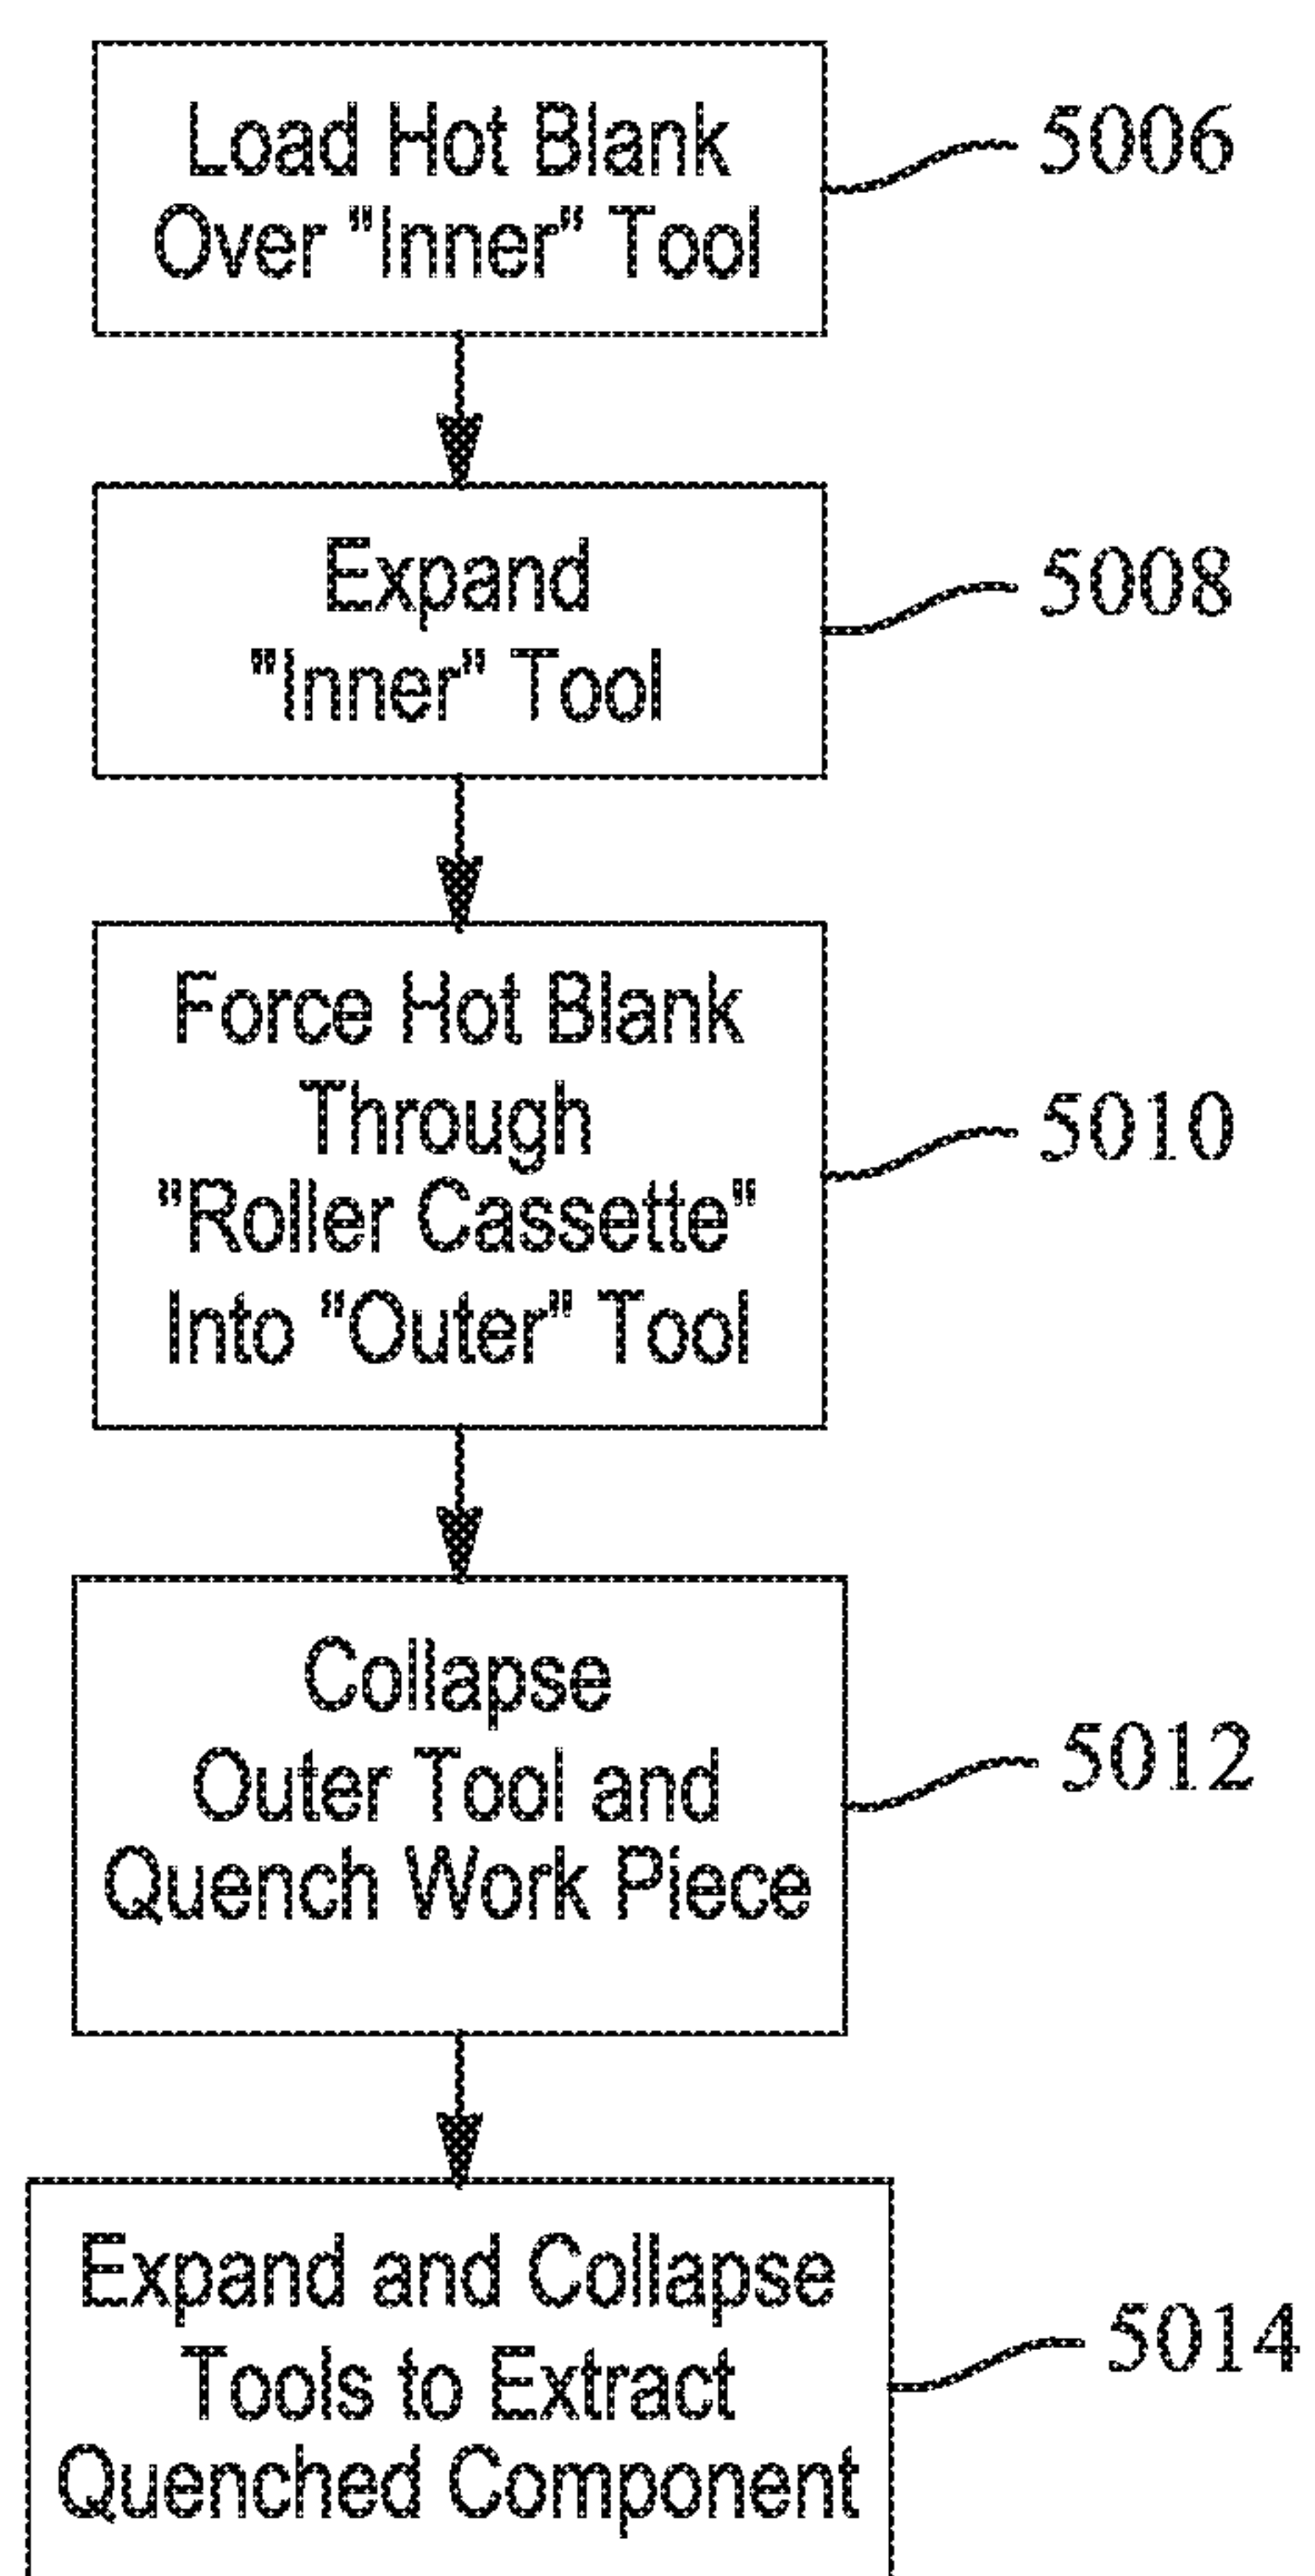 Load Hot Blank
Over "Inner" Tool
5006
Expand
"Inner" Tool
5008
Force Hot Blank
Through
"Roller Cassette"
Into "Outer" Tool
5010
Collapse
Outer Tool and
Quench Work Piece
5012
Expand and Collapse
Tools to Extract
Quenched Component
5014